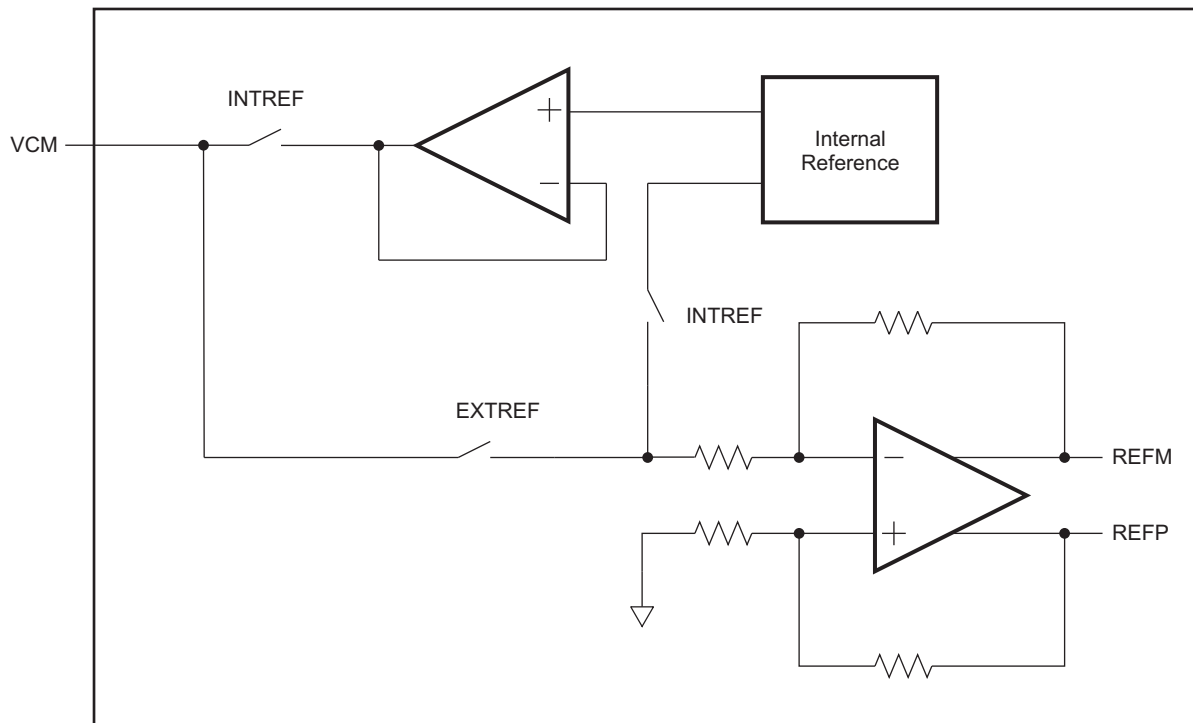 INTREF
VCM
+
−
Internal
Reference
INTREF
EXTREF
−
REFM
+
REFP